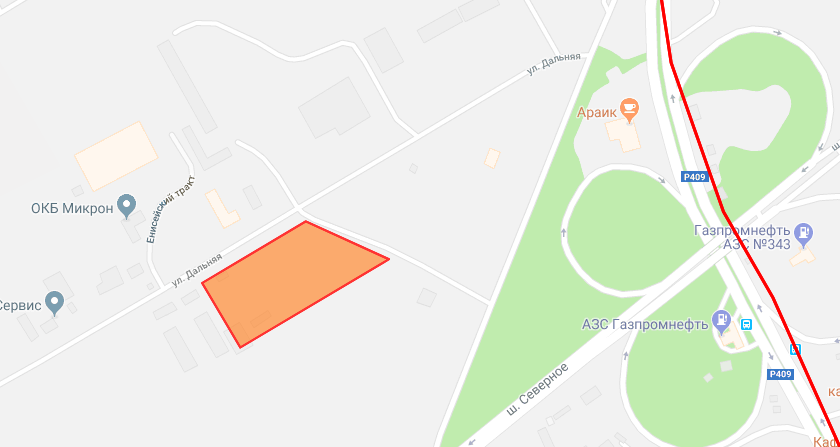 ул. Дальняя
Араик
Р409
ОКБ Микрон
Енисейский тракт
Газпромнефть
АЗС №343
ул. Дальняя
Сервис
АЗС Газпромнефть
ш. Северное
Р409